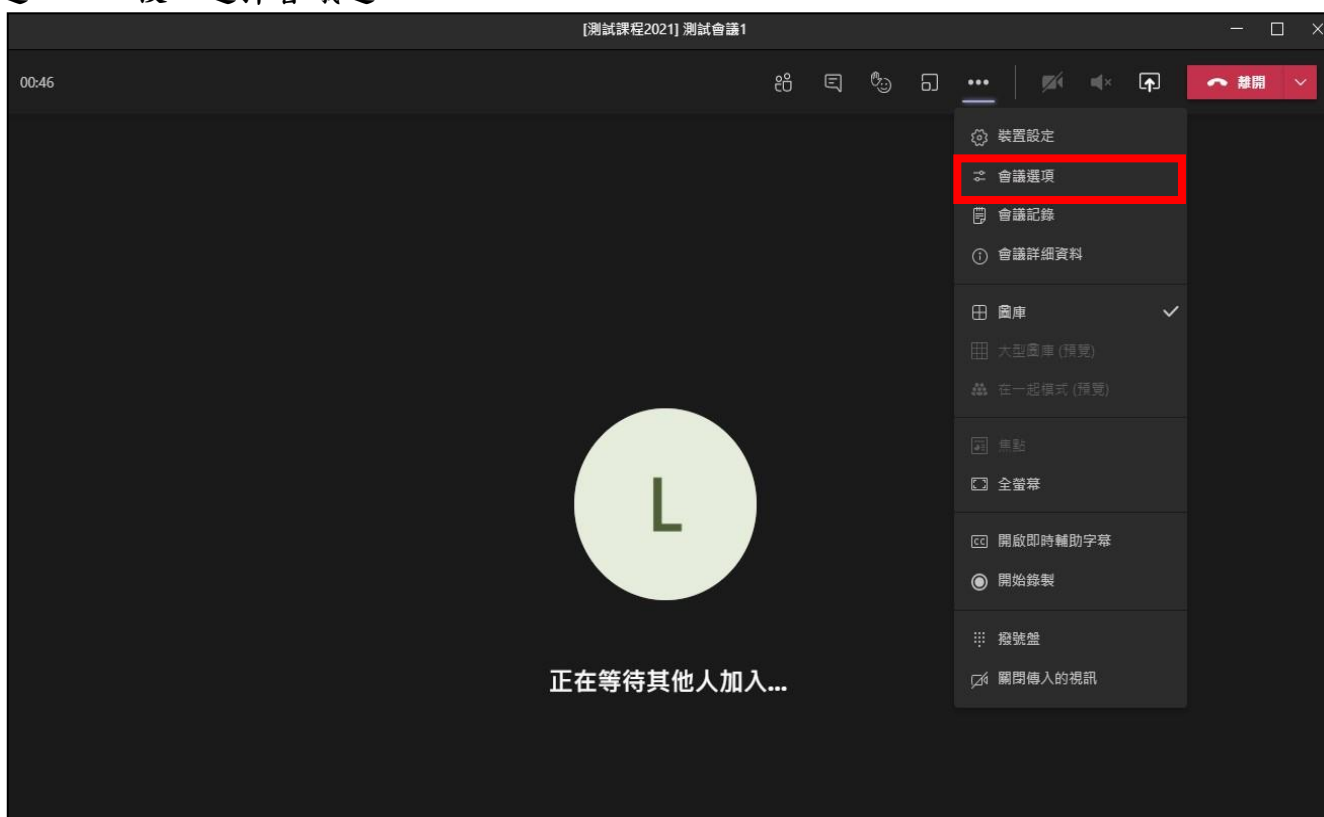 [測試課程2021] 測試會議1
00:46
離開
裝置設定
會議選項
會議記錄
會議詳細資料
圖庫
大型圖庫 (預覽)
在一起模式 (預覽)
焦點
全螢幕
CC 開啟即時輔助字幕
開始錄製
撥號盤
關閉傳入的視訊
L
正在等待其他人加入...